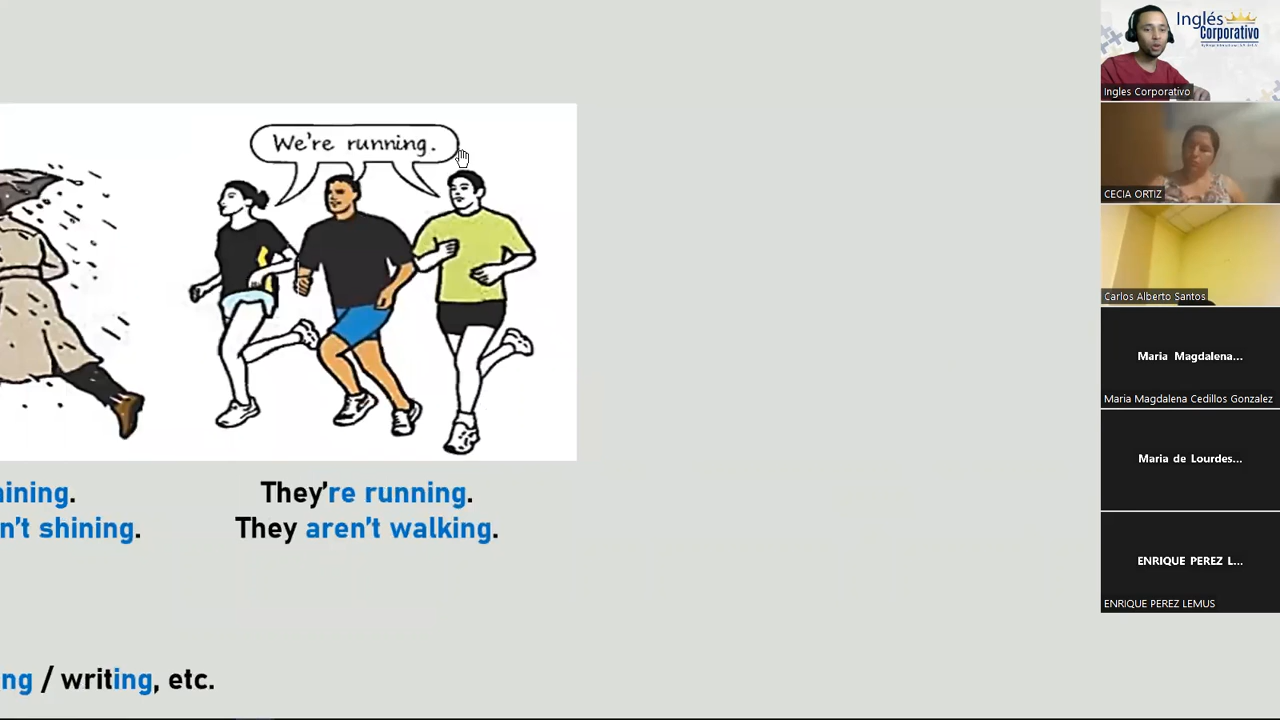 We're running.
ining.
n't shining.
They're running.
They aren't walking.
ng / writing, etc.
Inglés
Corporativo
Ingles Corporativo
CECIA ORTIZ
Carlos Alberto Santos
Maria Magdalena...
Maria Magdalena Cedillos Gonzalez
Maria de Lourdes...
ENRIQUE PEREZ L...
ENRIQUE PEREZ LEMUS